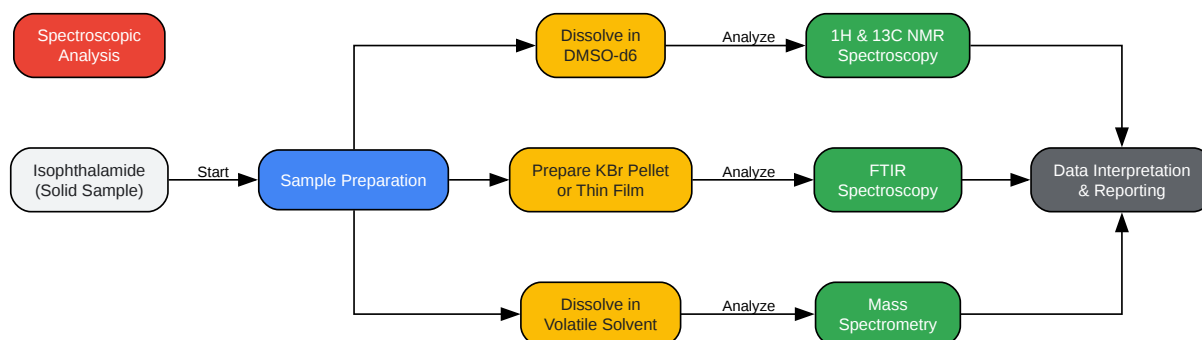 Spectroscopic
Analysis
Dissolve in
DMSO-d6
Analyze
1H & 13C NMR
Spectroscopy
Isophthalamide
(Solid Sample)
Start
Sample Preparation
Prepare KBr Pellet
or Thin Film
Analyze
FTIR
Spectroscopy
Data Interpretation
& Reporting
Dissolve in
Volatile Solvent
Analyze
Mass
Spectrometry